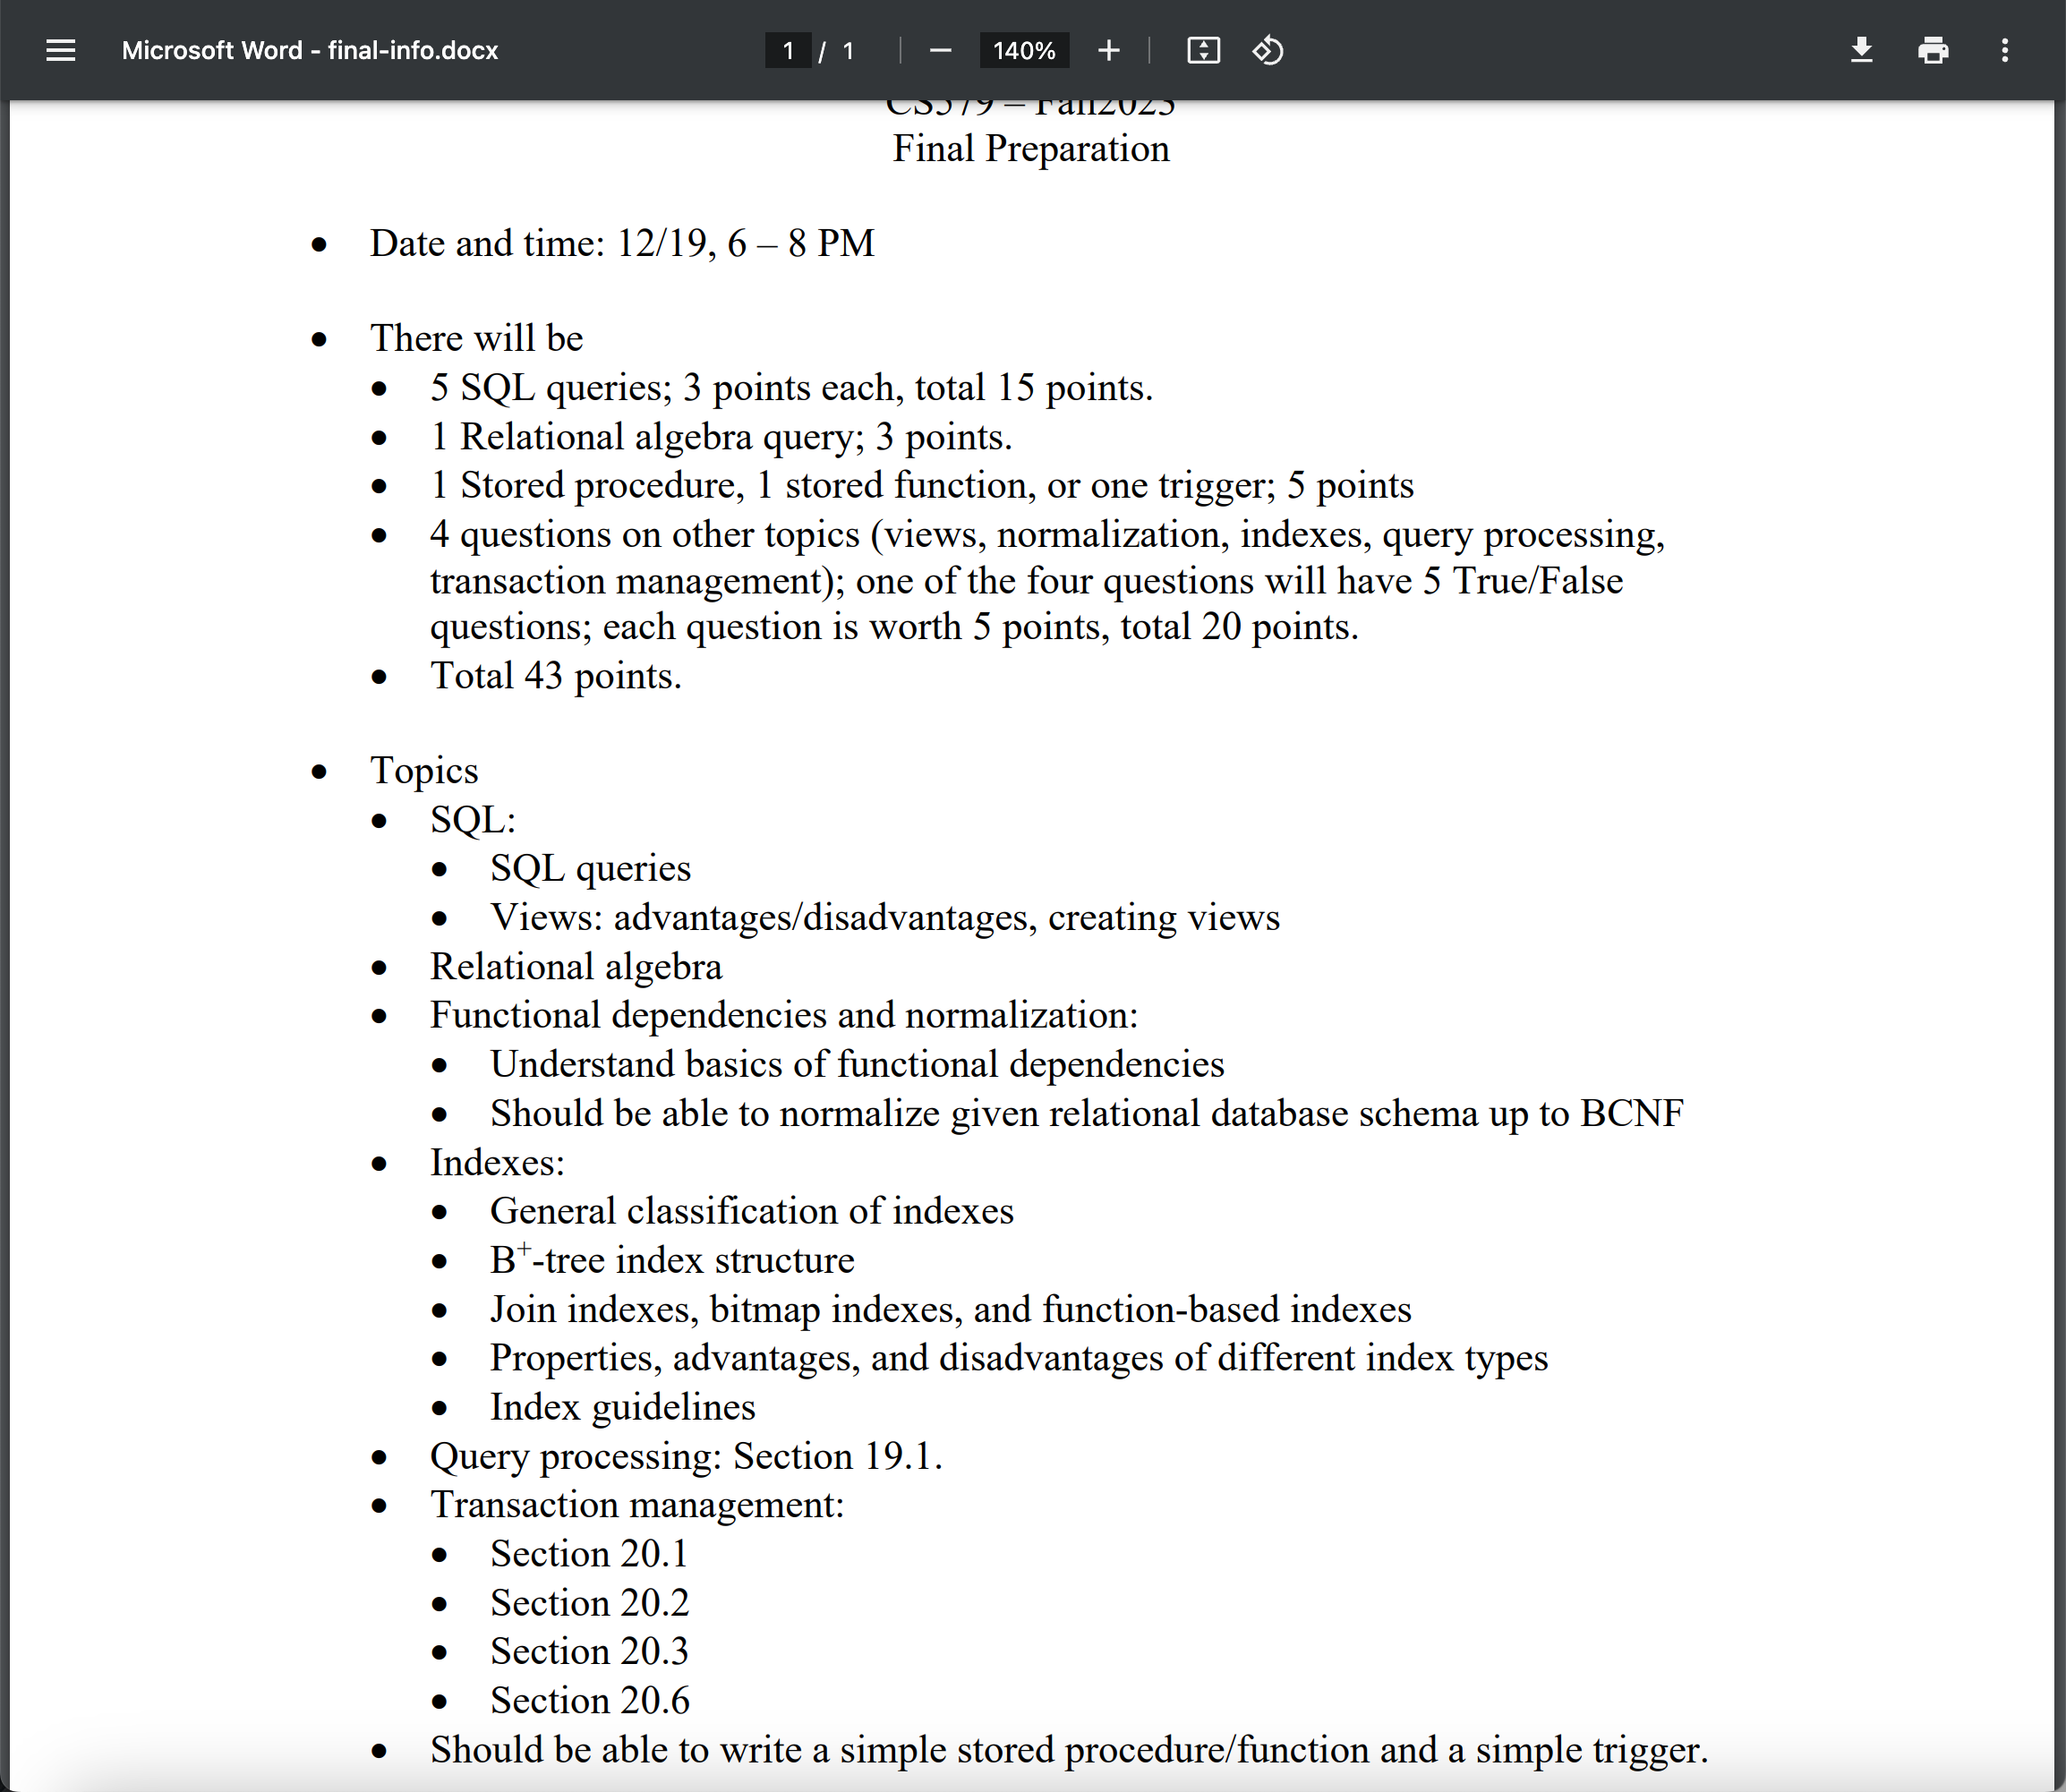 Microsoft Word - final-info.docx
1 / 1
140%
CS579 – Fall2023
Final Preparation
• Date and time: 12/19, 6 – 8 PM
• There will be
• 5 SQL queries; 3 points each, total 15 points.
• 1 Relational algebra query; 3 points.
• 1 Stored procedure, 1 stored function, or one trigger; 5 points
• 4 questions on other topics (views, normalization, indexes, query processing,
transaction management); one of the four questions will have 5 True/False
questions; each question is worth 5 points, total 20 points.
• Total 43 points.
• Topics
• SQL:
• SQL queries
• Views: advantages/disadvantages, creating views
• Relational algebra
• Functional dependencies and normalization:
• Understand basics of functional dependencies
• Should be able to normalize given relational database schema up to BCNF
• Indexes:
• General classification of indexes
• B⁺-tree index structure
• Join indexes, bitmap indexes, and function-based indexes
• Properties, advantages, and disadvantages of different index types
• Index guidelines
• Query processing: Section 19.1.
• Transaction management:
• Section 20.1
• Section 20.2
• Section 20.3
• Section 20.6
• Should be able to write a simple stored procedure/function and a simple trigger.